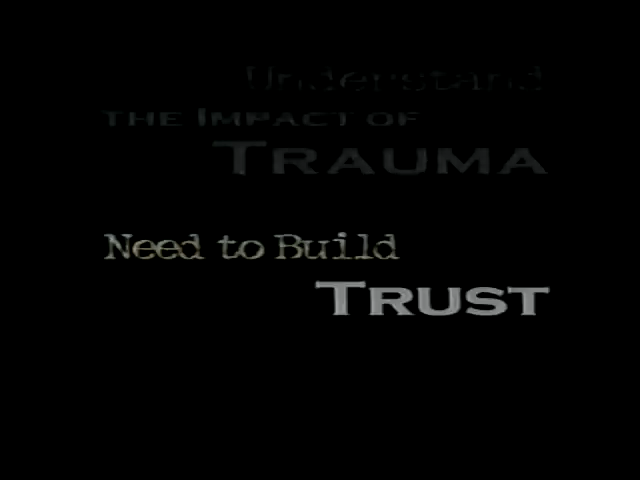 Understand
THE IMPACT OF
TRAUMA
Need to Build
TRUST